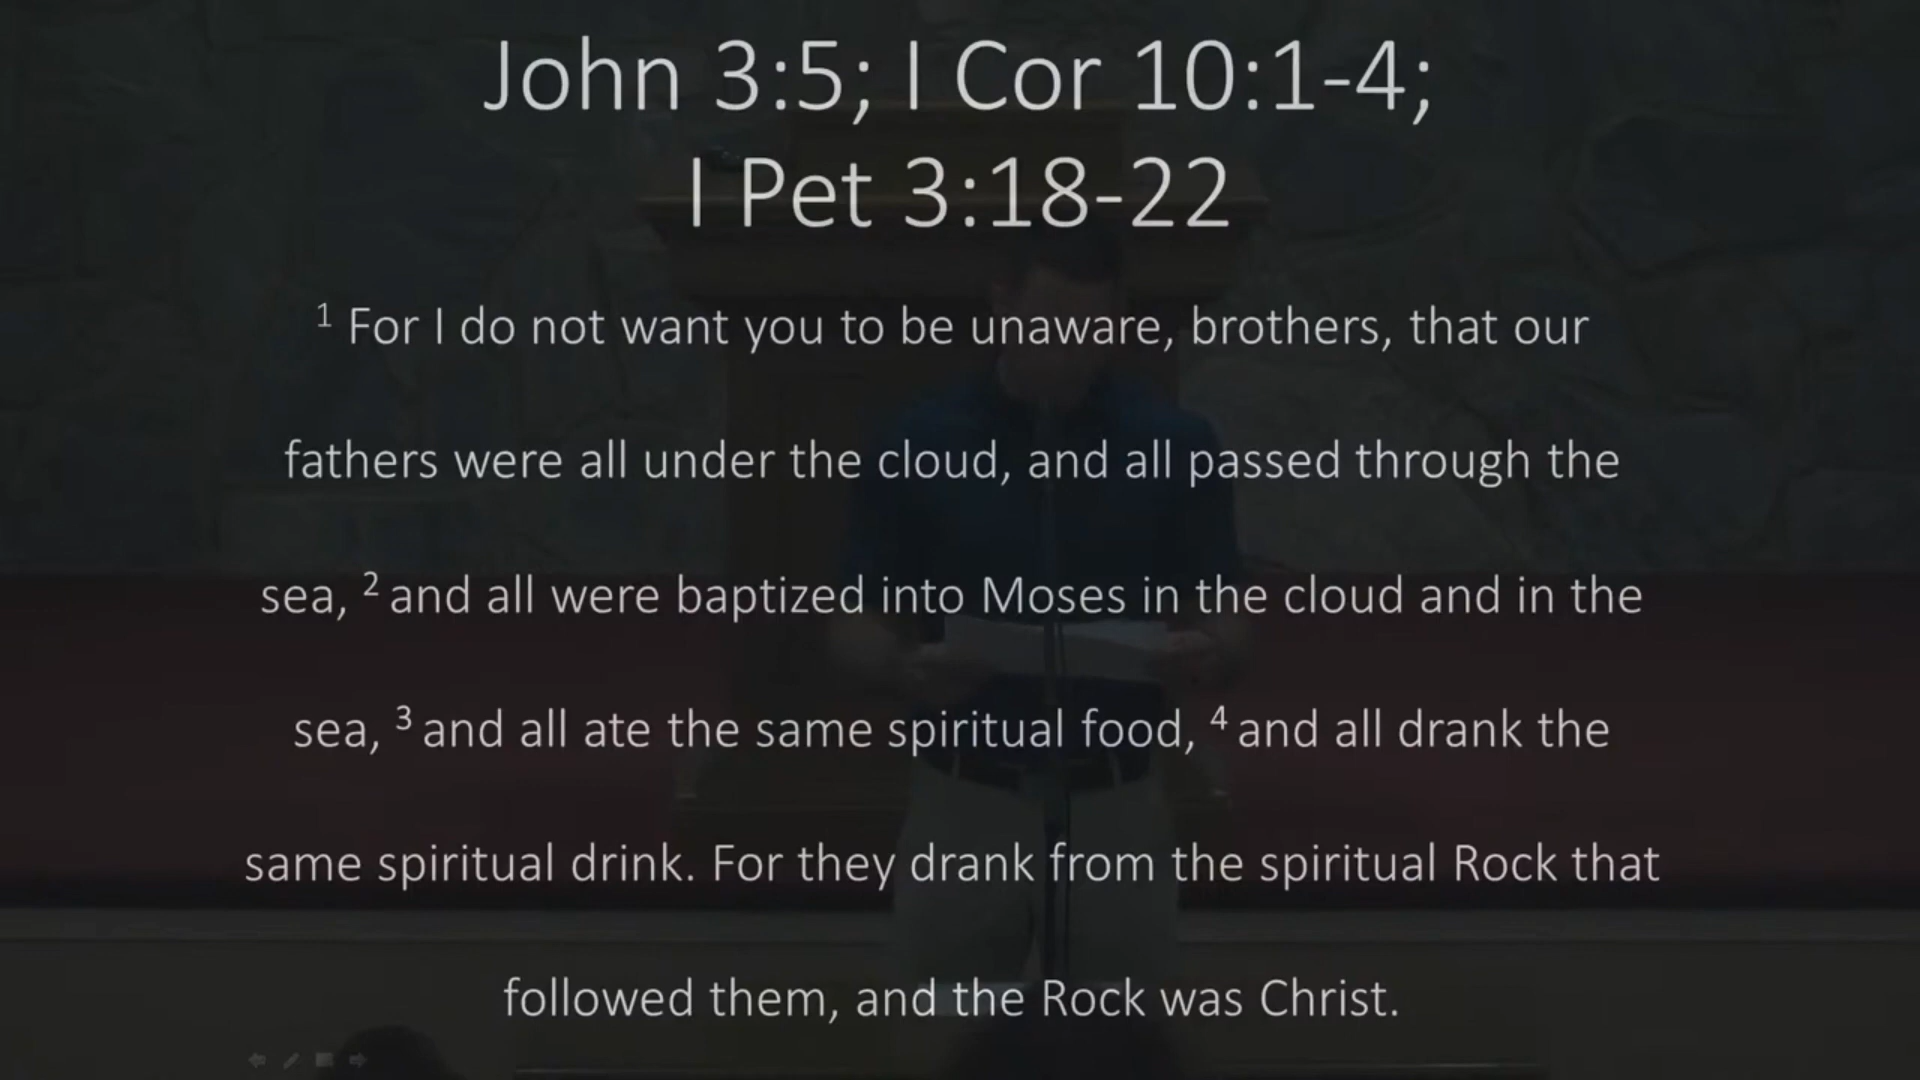 John 3:5; I Cor 10:1-4;
I Pet 3:18-22
1 For I do not want you to be unaware, brothers, that our
fathers were all under the cloud, and all passed through the
sea, 2 and all were baptized into Moses in the cloud and in the
sea, 3 and all ate the same spiritual food, 4 and all drank the
same spiritual drink. For they drank from the spiritual Rock that
followed them, and the Rock was Christ.